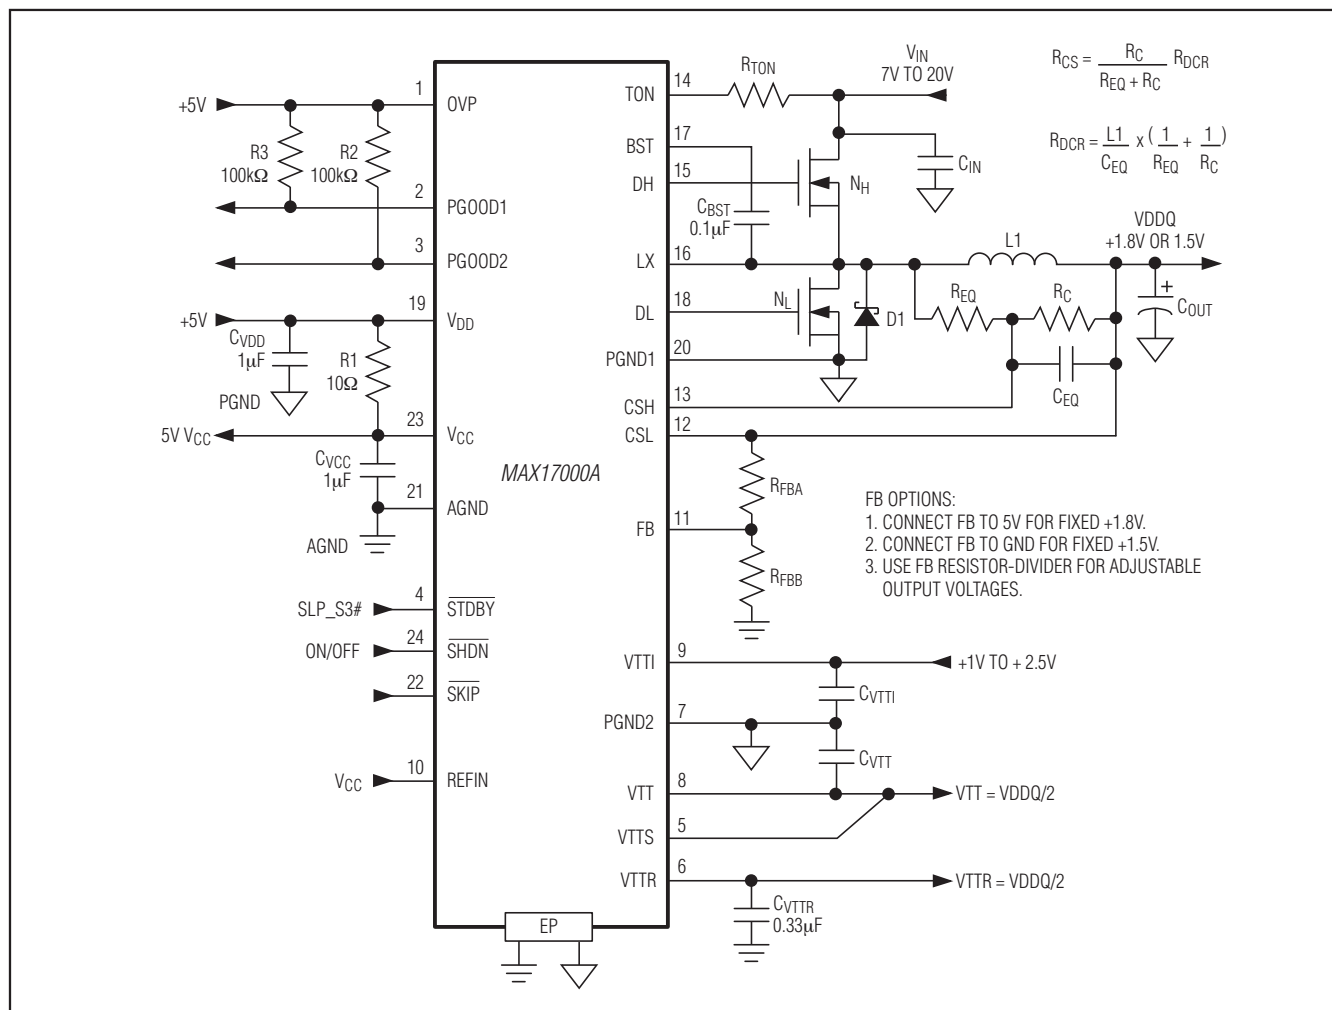 +5V
1
OVP
R3
100kΩ
R2
100kΩ
2
PGOOD1
3
PGOOD2
+5V
19
VDD
CVDD
1µF
PGND
R1
10Ω
5V VCC
23
VCC
CVCC
1µF
21
AGND
AGND
SLP_S3#
4
STDBY
ON/OFF
24
SHDN
22
SKIP
VCC
10
REFIN
MAX17000A
EP
TON
14
RTON
VIN
7V TO 20V
BST
17
DH
15
NH
CIN
CBST
0.1µF
LX
16
L1
VDDQ
+1.8V OR 1.5V
DL
18
NL
D1
REQ
RC
COUT
PGND1
20
CEQ
CSH
13
CSL
12
RFBA
FB
11
RFBB
RCS = RC / REQ + RC RDCR
RDCR = L1 / CEQ x ( 1 / REQ + 1 / RC )
FB OPTIONS:
1. CONNECT FB TO 5V FOR FIXED +1.8V.
2. CONNECT FB TO GND FOR FIXED +1.5V.
3. USE FB RESISTOR-DIVIDER FOR ADJUSTABLE
OUTPUT VOLTAGES.
VTTI
9
+1V TO + 2.5V
CVTTI
PGND2
7
CVTT
VTT
8
VTT = VDDQ/2
VTTS
5
VTTR
6
VTTR = VDDQ/2
CVTTR
0.33µF